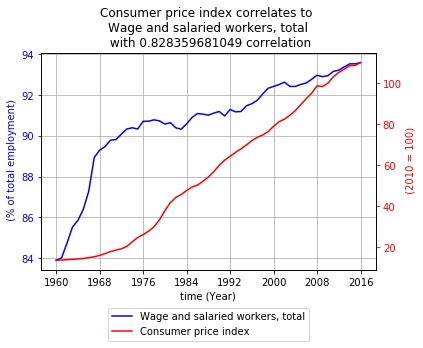 Consumer price index correlates to
Wage and salaried workers, total
with 0.828359681049 correlation
94
92
90
88
86
84
(% of total employment)
100
80
60
40
20
(2010 = 100)
1960
1968
1976
1984
1992
2000
2008
2016
time (Year)
Wage and salaried workers, total
Consumer price index